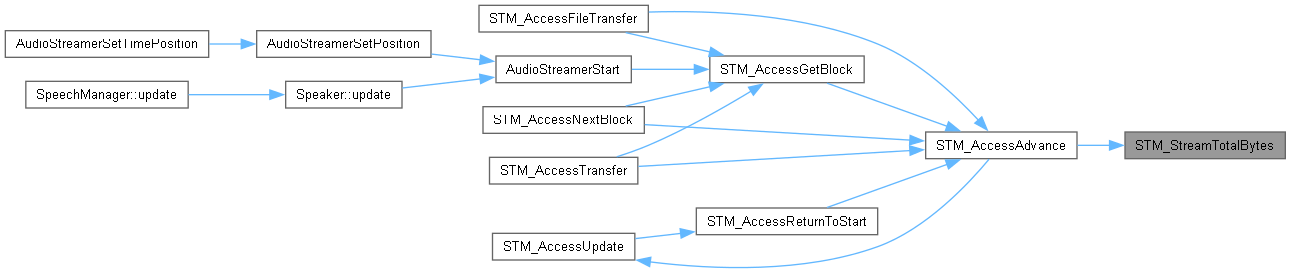 STM_AccessFileTransfer
AudioStreamerSetTimePosition
AudioStreamerSetPosition
AudioStreamerStart
STM_AccessGetBlock
SpeechManager::update
Speaker::update
STM_AccessNextBlock
STM_AccessAdvance
STM_StreamTotalBytes
STM_AccessTransfer
STM_AccessReturnToStart
STM_AccessUpdate